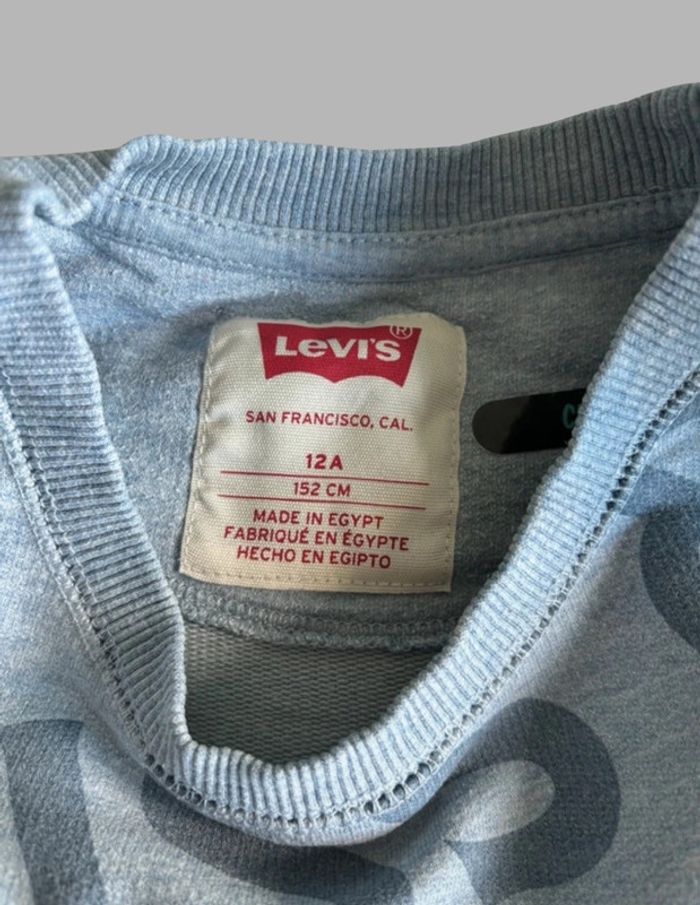 LEVI'S ®
SAN FRANCISCO, CAL.
12A
152 CM
MADE IN EGYPT
FABRIQUÉ EN ÉGYPTE
HECHO EN EGIPTO